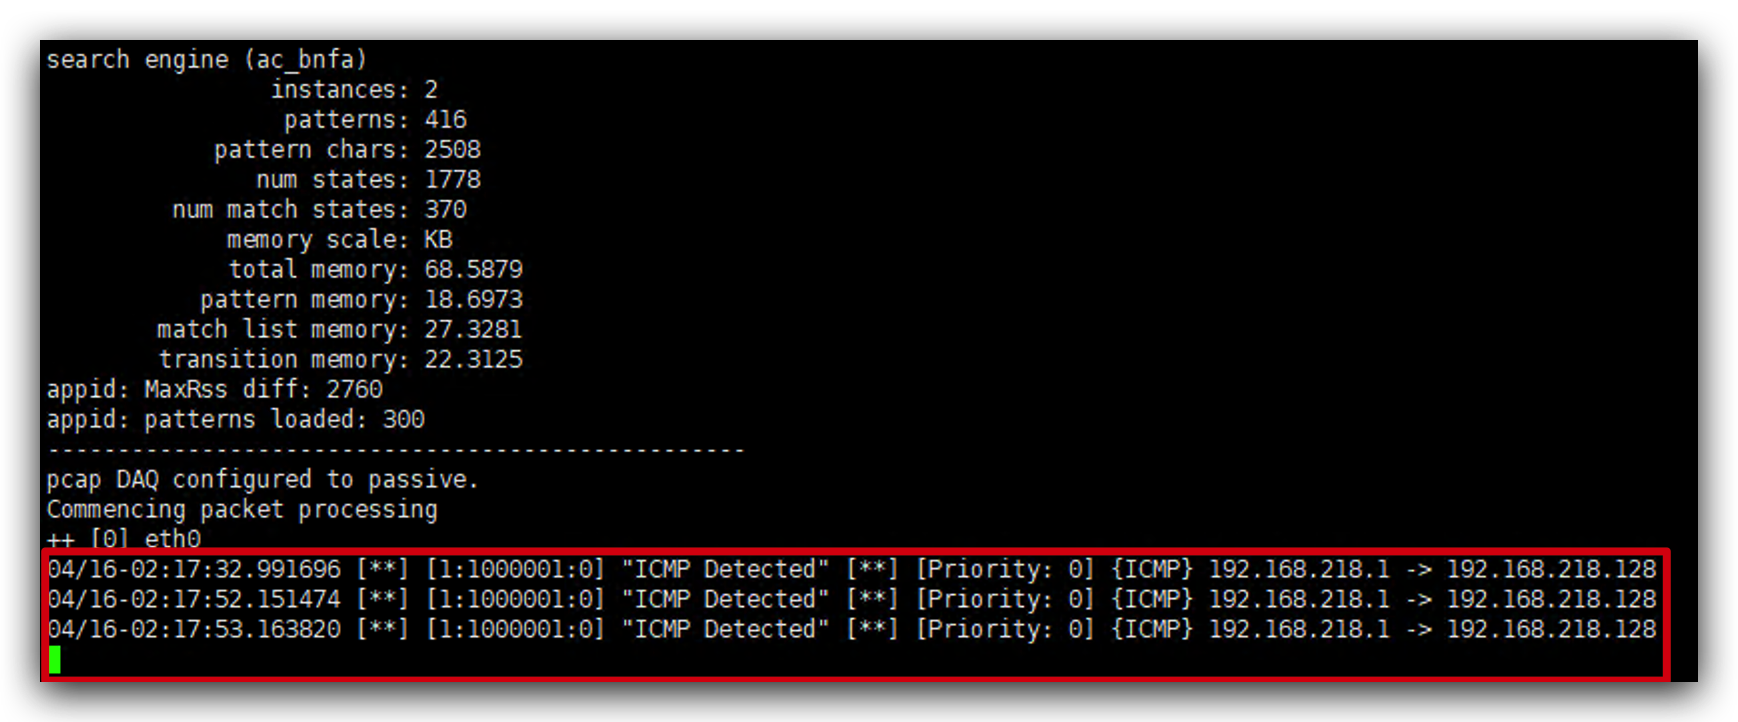 search engine (ac_bnfa)
instances: 2
patterns: 416
pattern chars: 2508
num states: 1778
num match states: 370
memory scale: KB
total memory: 68.5879
pattern memory: 18.6973
match list memory: 27.3281
transition memory: 22.3125
appid: MaxRss diff: 2760
appid: patterns loaded: 300
--------------------------------------------------
pcap DAQ configured to passive.
Commencing packet processing
++ [0] eth0
04/16-02:17:32.991696 [**] [1:1000001:0] "ICMP Detected" [**] [Priority: 0] {ICMP} 192.168.218.1 -> 192.168.218.128
04/16-02:17:52.151474 [**] [1:1000001:0] "ICMP Detected" [**] [Priority: 0] {ICMP} 192.168.218.1 -> 192.168.218.128
04/16-02:17:53.163820 [**] [1:1000001:0] "ICMP Detected" [**] [Priority: 0] {ICMP} 192.168.218.1 -> 192.168.218.128